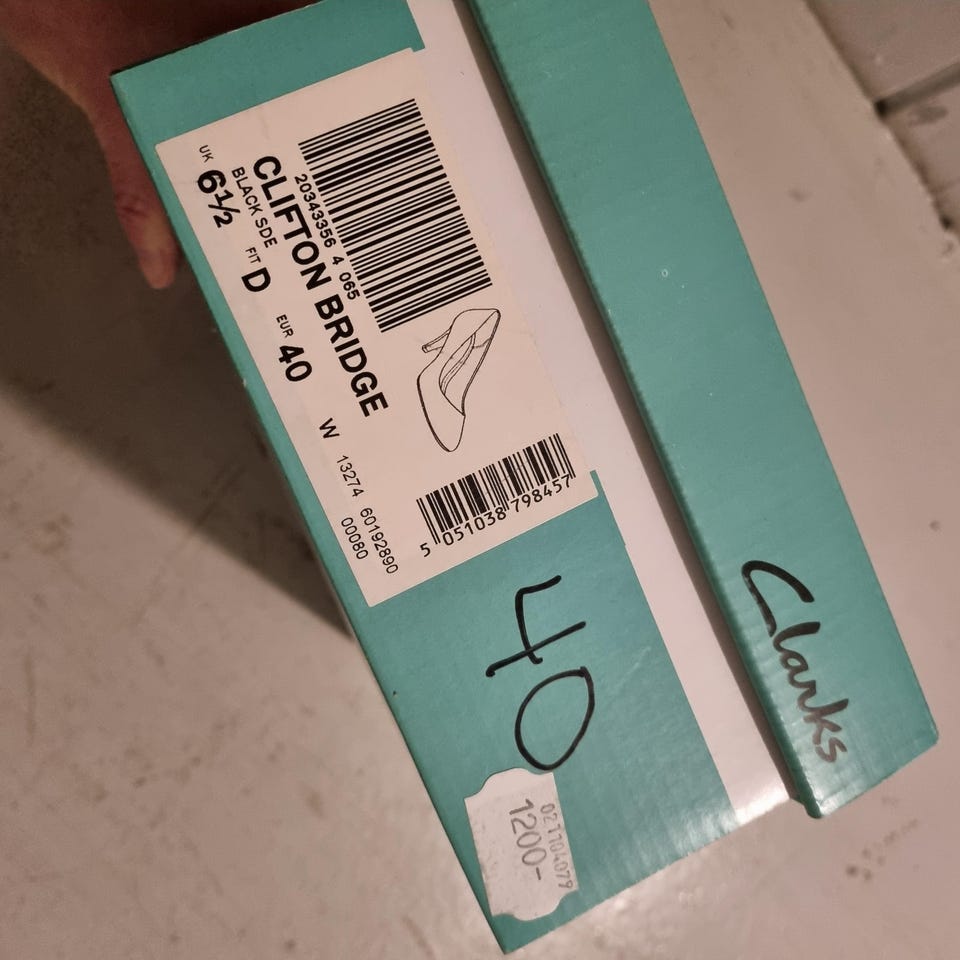 20343356 4 065
CLIFTON BRIDGE
BLACK SDE
UK 6½ FIT D EUR 40 W 13274 60192890
00080
5 051038 798457
40
Clarks
1200-